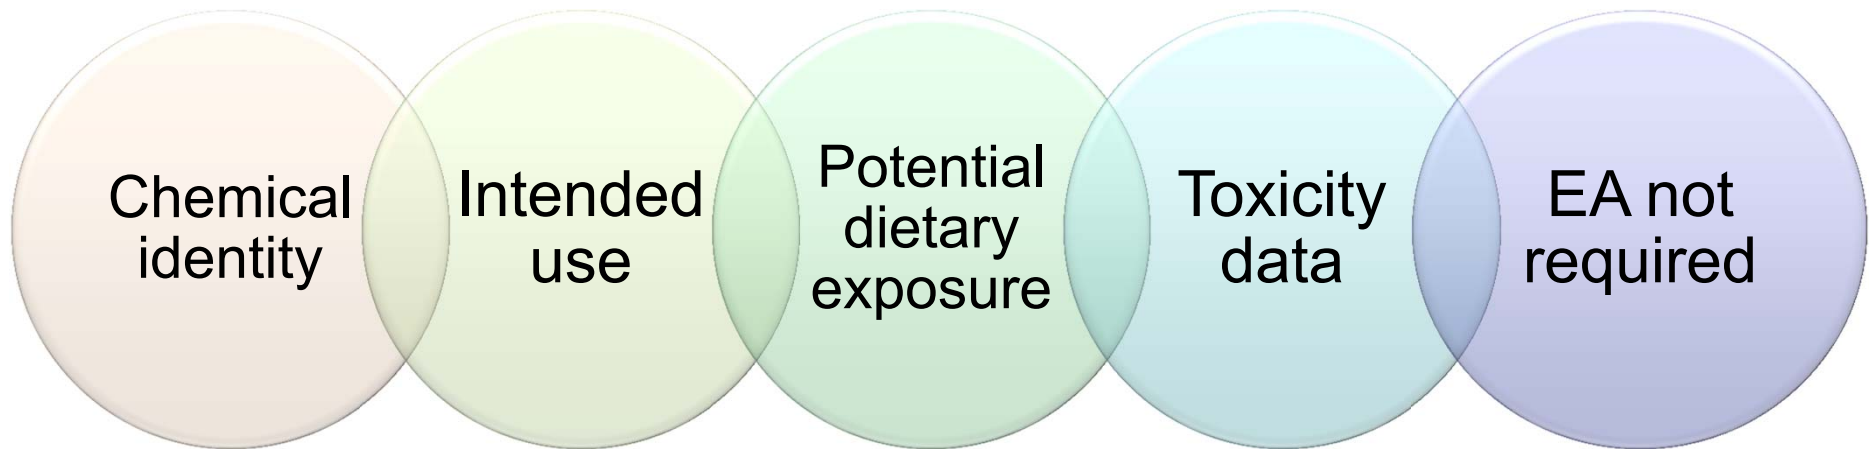 Chemical
identity
Intended
use
Potential
dietary
exposure
Toxicity
data
EA not
required